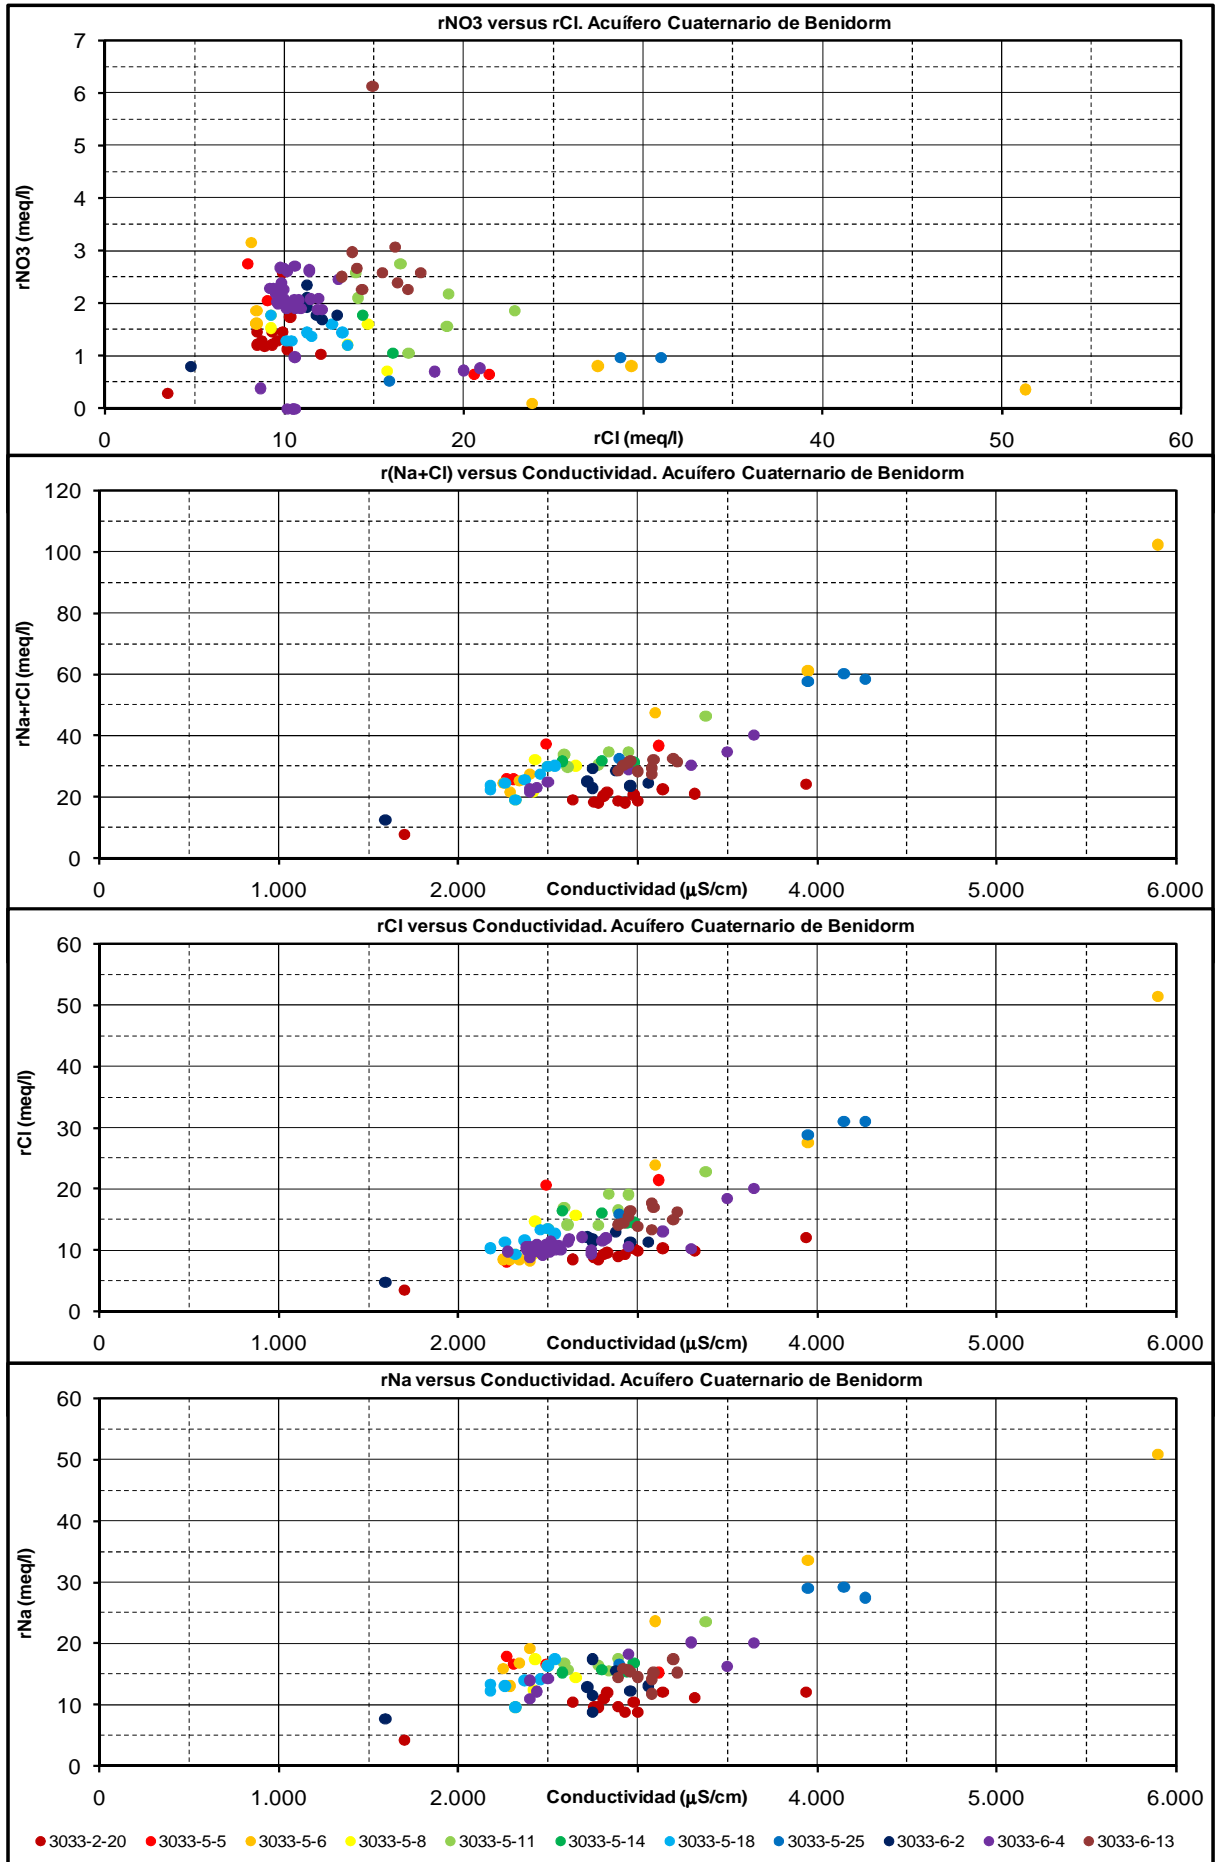 rNO3 versus rCl. Acuífero Cuaternario de Benidorm
7
6
5
4
3
2
1
0
rNO3 (meq/l)
0 10 20 40 50 60
rCl (meq/l)
r(Na+Cl) versus Conductividad. Acuífero Cuaternario de Benidorm
120
100
80
60
40
20
0
rNa+rCl (meq/l)
0 1.000 2.000 4.000 5.000 6.000
Conductividad (µS/cm)
rCl versus Conductividad. Acuífero Cuaternario de Benidorm
60
50
40
30
20
10
0
rCl (meq/l)
0 1.000 2.000 4.000 5.000 6.000
Conductividad (µS/cm)
rNa versus Conductividad. Acuífero Cuaternario de Benidorm
60
50
40
30
20
10
0
rNa (meq/l)
0 1.000 2.000 4.000 5.000 6.000
Conductividad (µS/cm)
3033-2-20 3033-5-5 3033-5-6 3033-5-8 3033-5-11 3033-5-14 3033-5-18 3033-5-25 3033-6-2 3033-6-4 3033-6-13